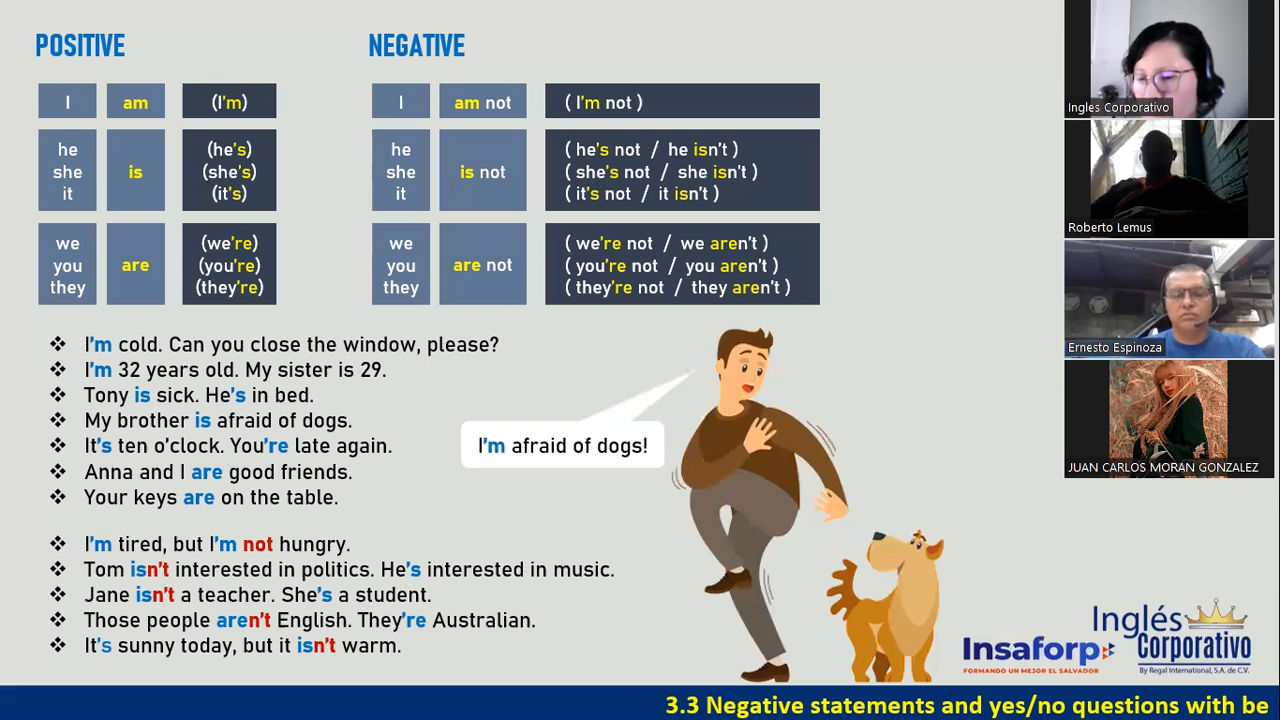 POSITIVE
NEGATIVE
I am (I'm)
he
she
it
is
(he's)
(she's)
(it's)
we
you
they
are
(we're)
(you're)
(they're)
I am not ( I'm not )
he
she
it
is not
( he's not / he isn't )
( she's not / she isn't )
( it's not / it isn't )
we
you
they
are not
( we're not / we aren't )
( you're not / you aren't )
( they're not / they aren't )
❖ I'm cold. Can you close the window, please?
❖ I'm 32 years old. My sister is 29.
❖ Tony is sick. He's in bed.
❖ My brother is afraid of dogs.
❖ It's ten o'clock. You're late again.
❖ Anna and I are good friends.
❖ Your keys are on the table.
I'm afraid of dogs!
❖ I'm tired, but I'm not hungry.
❖ Tom isn't interested in politics. He's interested in music.
❖ Jane isn't a teacher. She's a student.
❖ Those people aren't English. They're Australian.
❖ It's sunny today, but it isn't warm.
Insaforp
FORMANDO UN MEJOR EL SALVADOR
Inglés
Corporativo
By Regal International, S.A. de C.V.
3.3 Negative statements and yes/no questions with be
Ingles Corporativo
Roberto Lemus
Ernesto Espinoza
JUAN CARLOS MORAN GONZALEZ